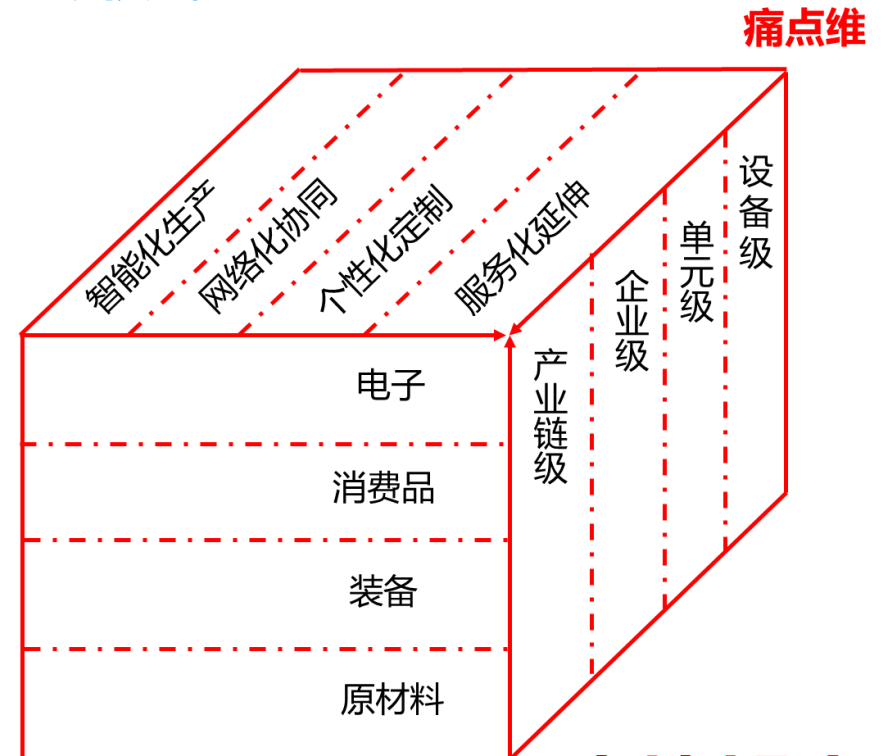 痛点维
智能化生产
网络化协同
个性化定制
服务化延伸
设备级
单元级
企业级
产业链级
电子
消费品
装备
原材料